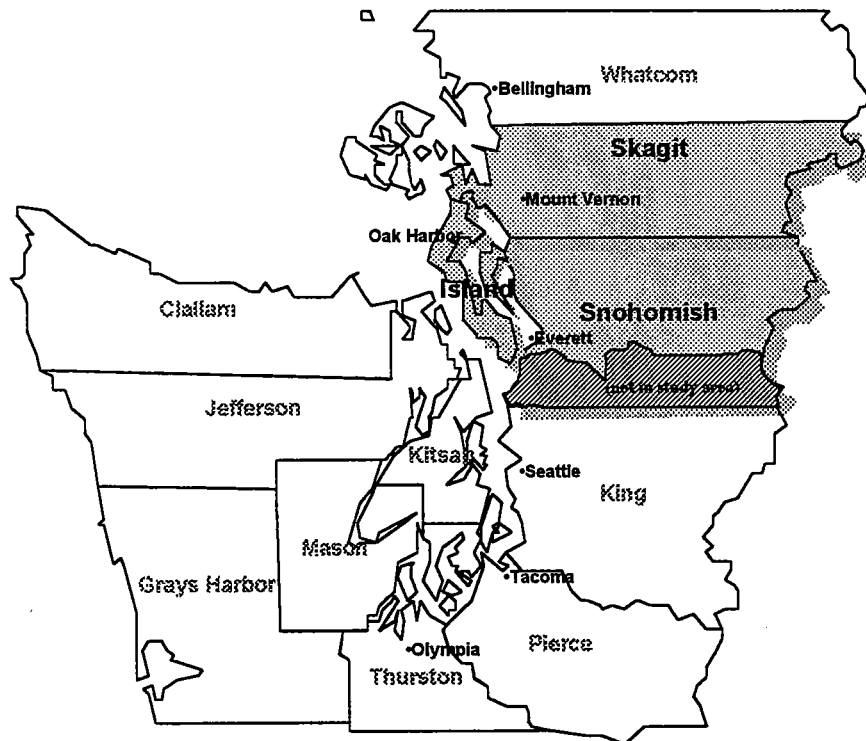 Whatcom
•Bellingham
Skagit
•Mount Vernon
Oak Harbor
Island
Clallam
Snohomish
•Everett
(not in study area)
Jefferson
Kitsap
•Seattle
King
Mason
Grays Harbor
•Tacoma
Pierce
•Olympia
Thurston